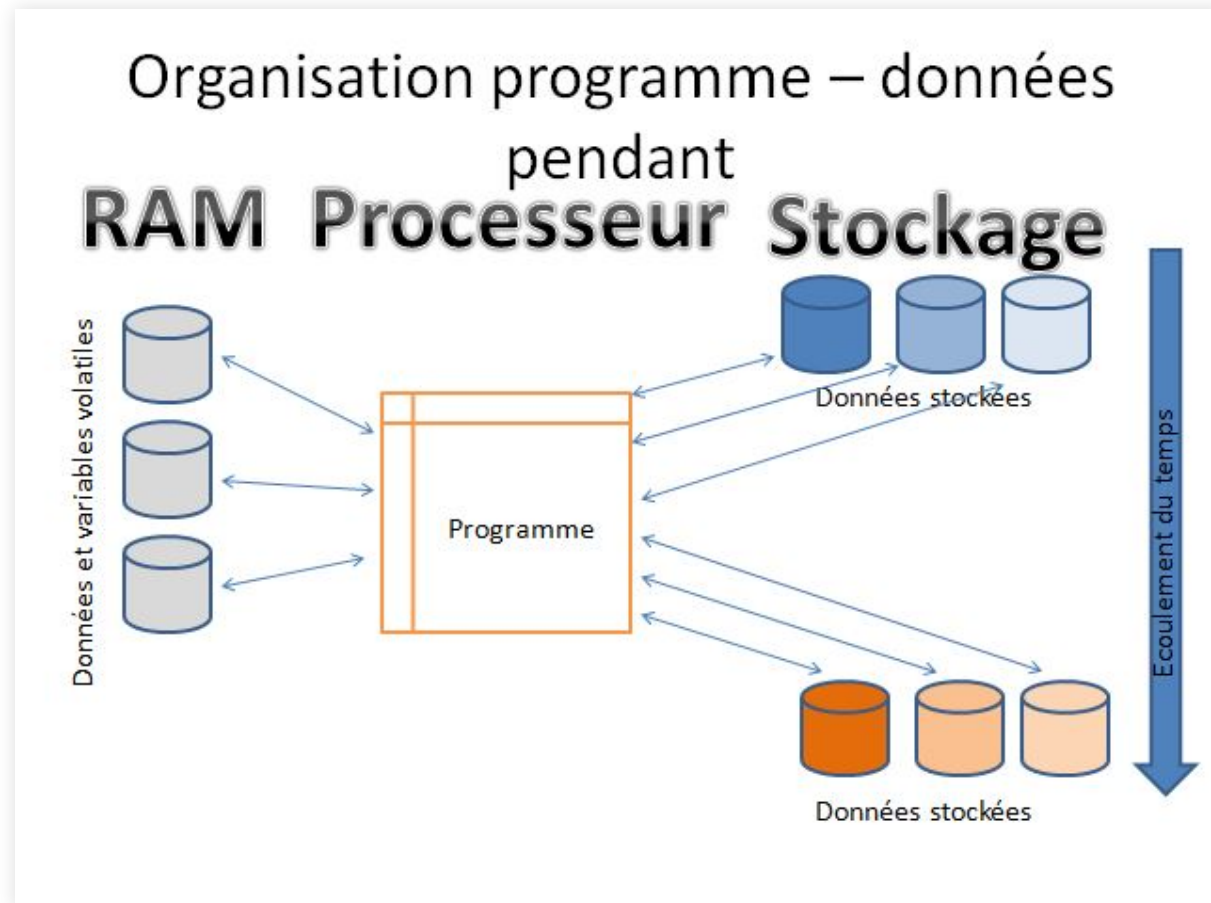 Organisation programme – données
pendant
RAM Processeur Stockage
Données et variables volatiles
Données stockées
Programme
Ecoulement du temps
Données stockées